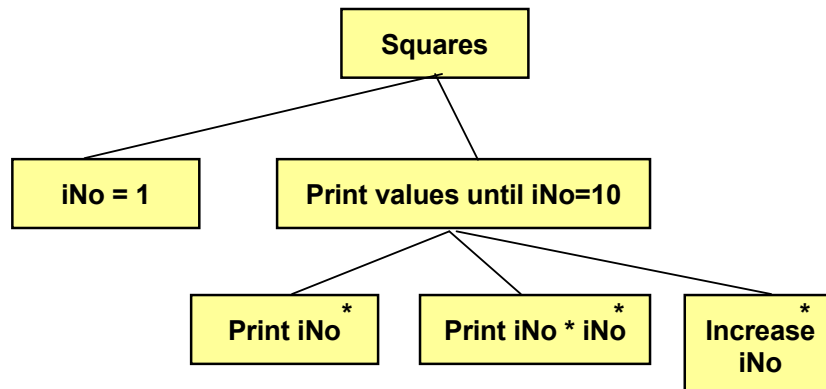 Squares
iNo = 1
Print values until iNo=10
Print iNo *
Print iNo * iNo *
*
Increase
iNo